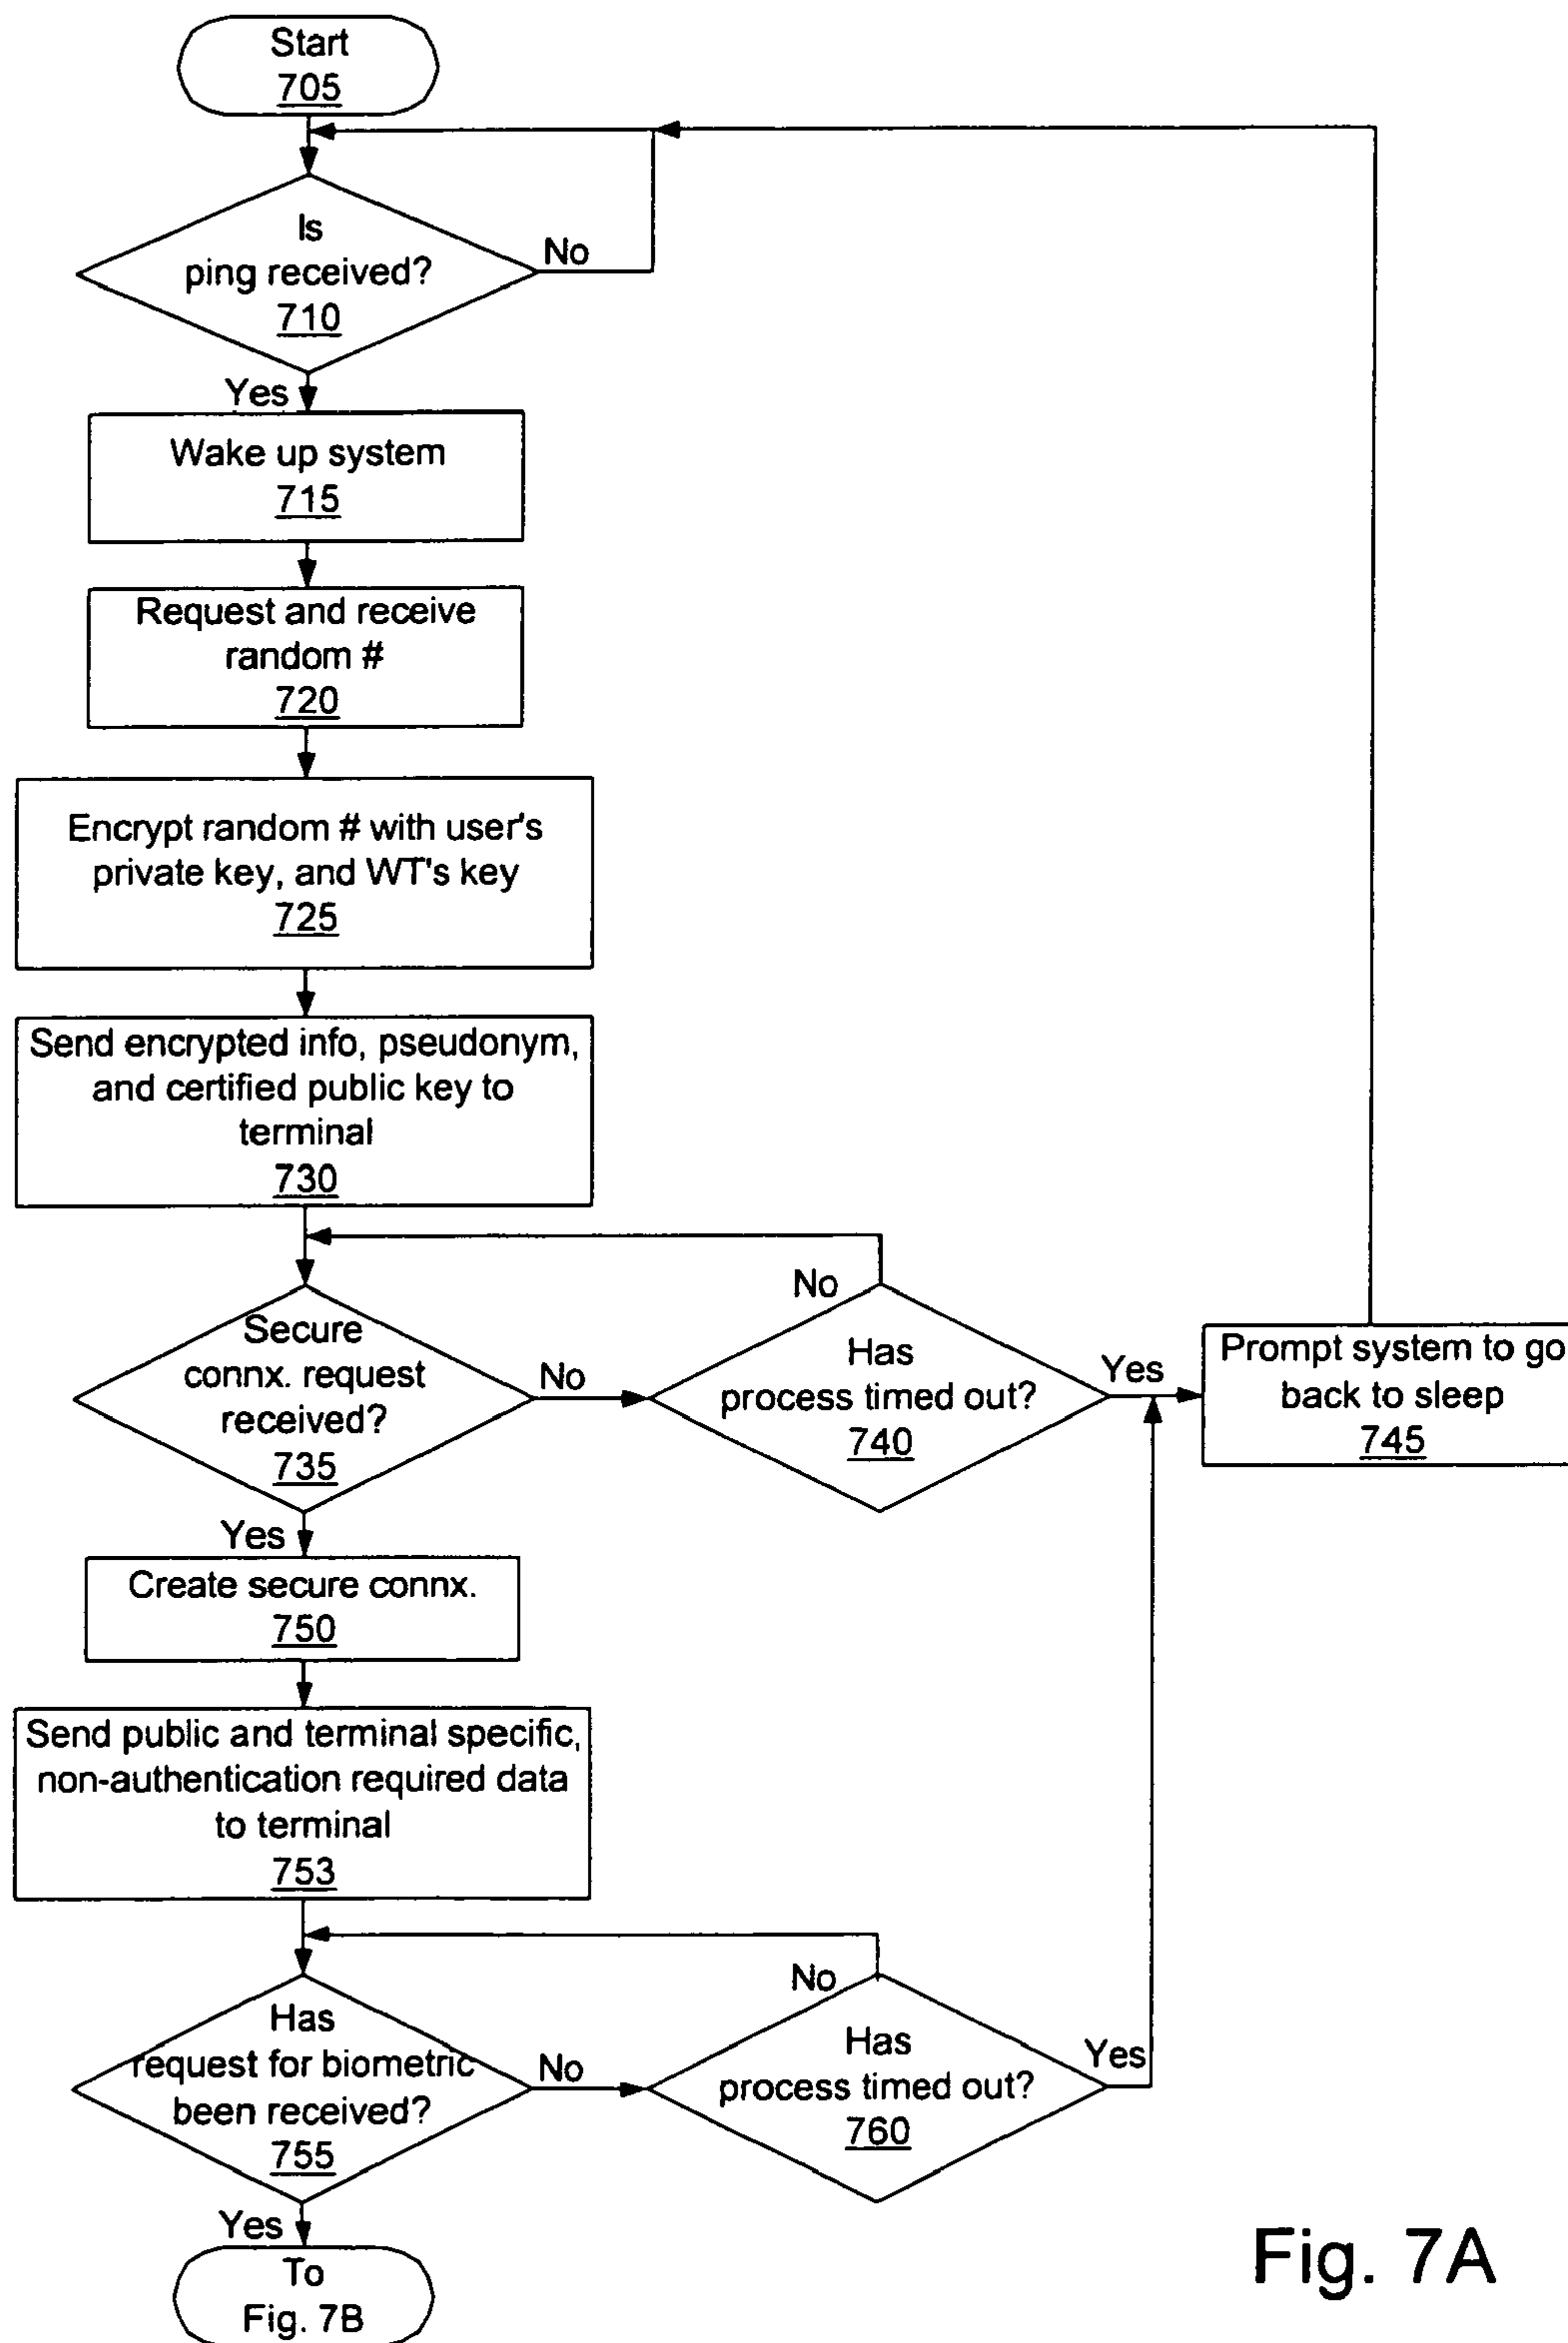 Start
705
Is
ping received?
710
No
Yes
Wake up system
715
Request and receive
random #
720
Encrypt random # with user's
private key, and WT's key
725
Send encrypted info, pseudonym,
and certified public key to
terminal
730
Secure
connx. request
received?
735
No
No
Has
process timed out?
740
Yes
Prompt system to go
back to sleep
745
Yes
Create secure connx.
750
Send public and terminal specific,
non-authentication required data
to terminal
753
Has
request for biometric
been received?
755
No
No
Has
process timed out?
760
Yes
Yes
To
Fig. 7B
Fig. 7A